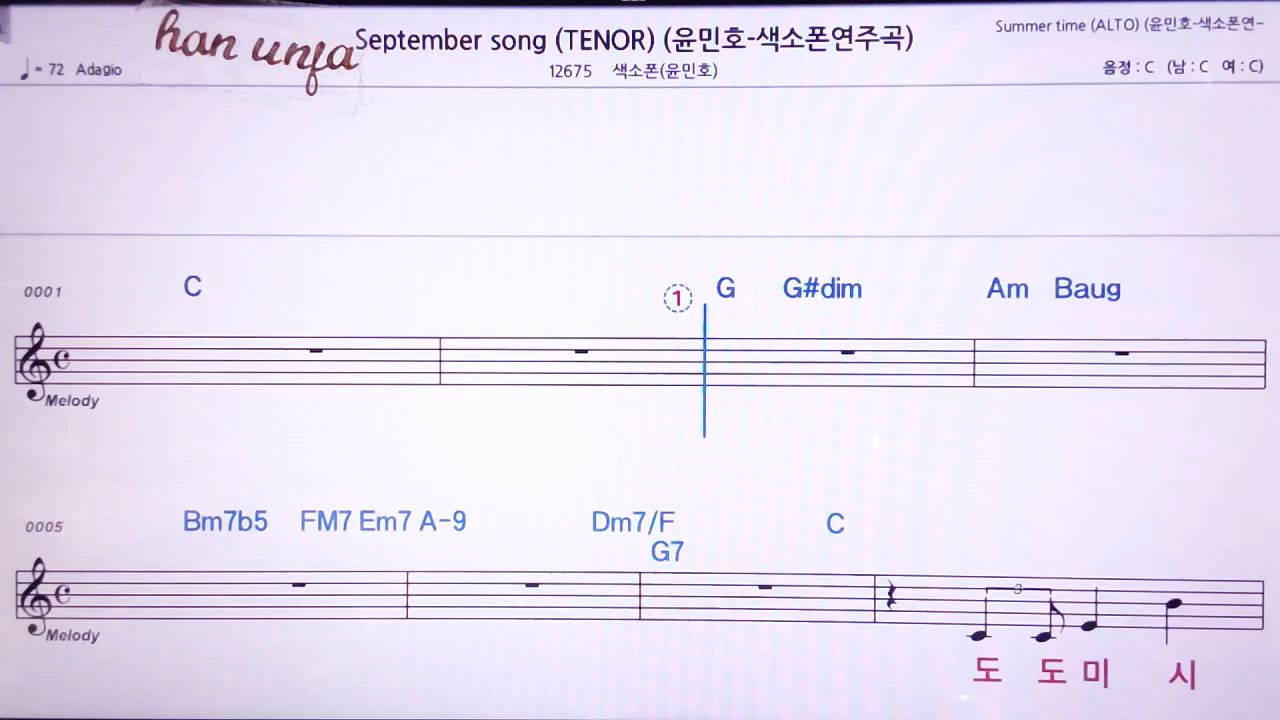 han unfa
September song (TENOR) (윤민호-색소폰연주곡)
Summer time (ALTO) (윤민호-색소폰연-
♩ = 72 Adagio
12675 색소폰(윤민호)
음정 : C (남 : C 여 : C)
0001 C ① G G#dim Am Baug
Melody
0005 Bm7b5 FM7 Em7 A-9 Dm7/F C
G7
3
Melody
도 도 미 시